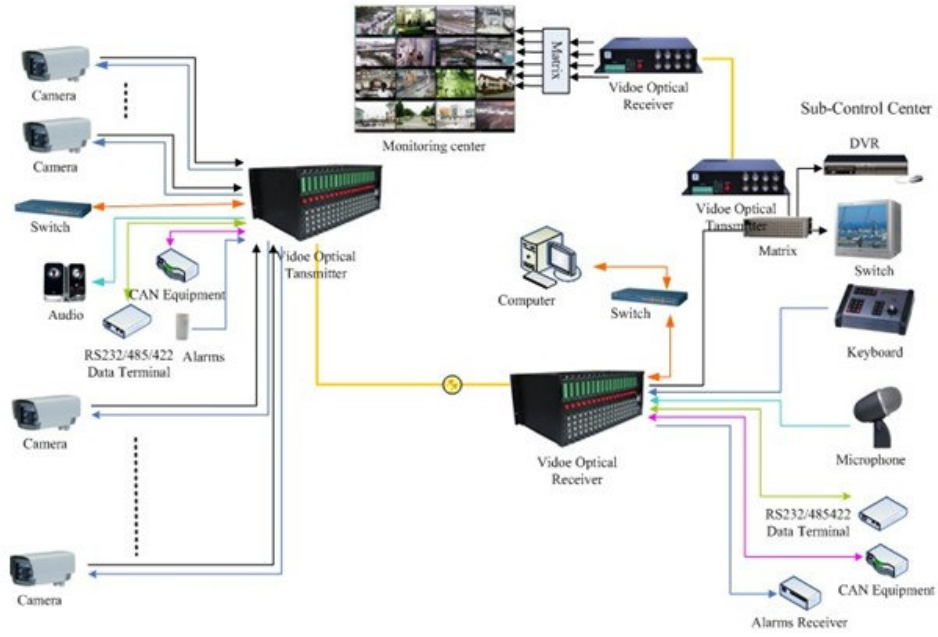 Camera
Camera
Switch
Audio
CAN Equipment
RS232/485/422
Data Terminal
Alarms
Vidoe Optical
Tansmitter
Camera
Camera
Monitoring center
Matrix
Vidoe Optical
Receiver
Sub-Control Center
DVR
Vidoe Optical
Tansmitter
Matrix
Switch
Computer
Switch
Keyboard
Vidoe Optical
Receiver
Microphone
RS232/485422
Data Terminal
CAN Equipment
Alarms Receiver